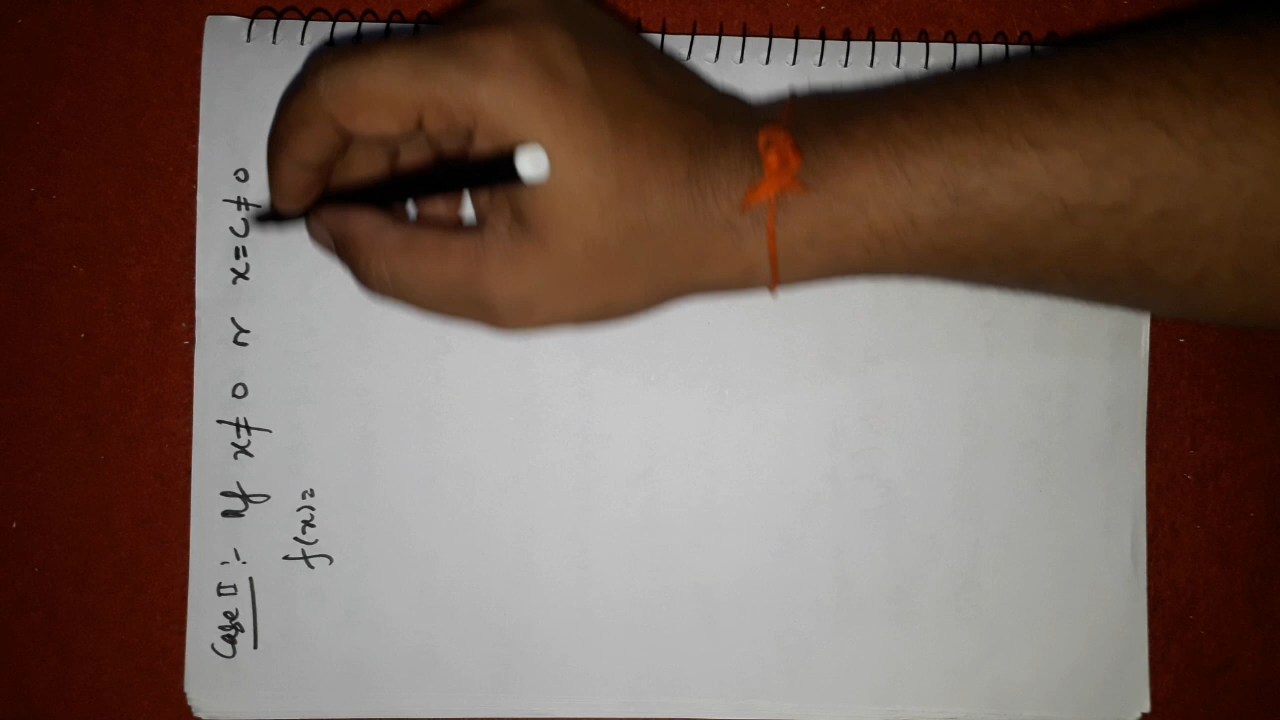 Case II :- If x ≠ 0 or x = C ≠ 0
f(x) =